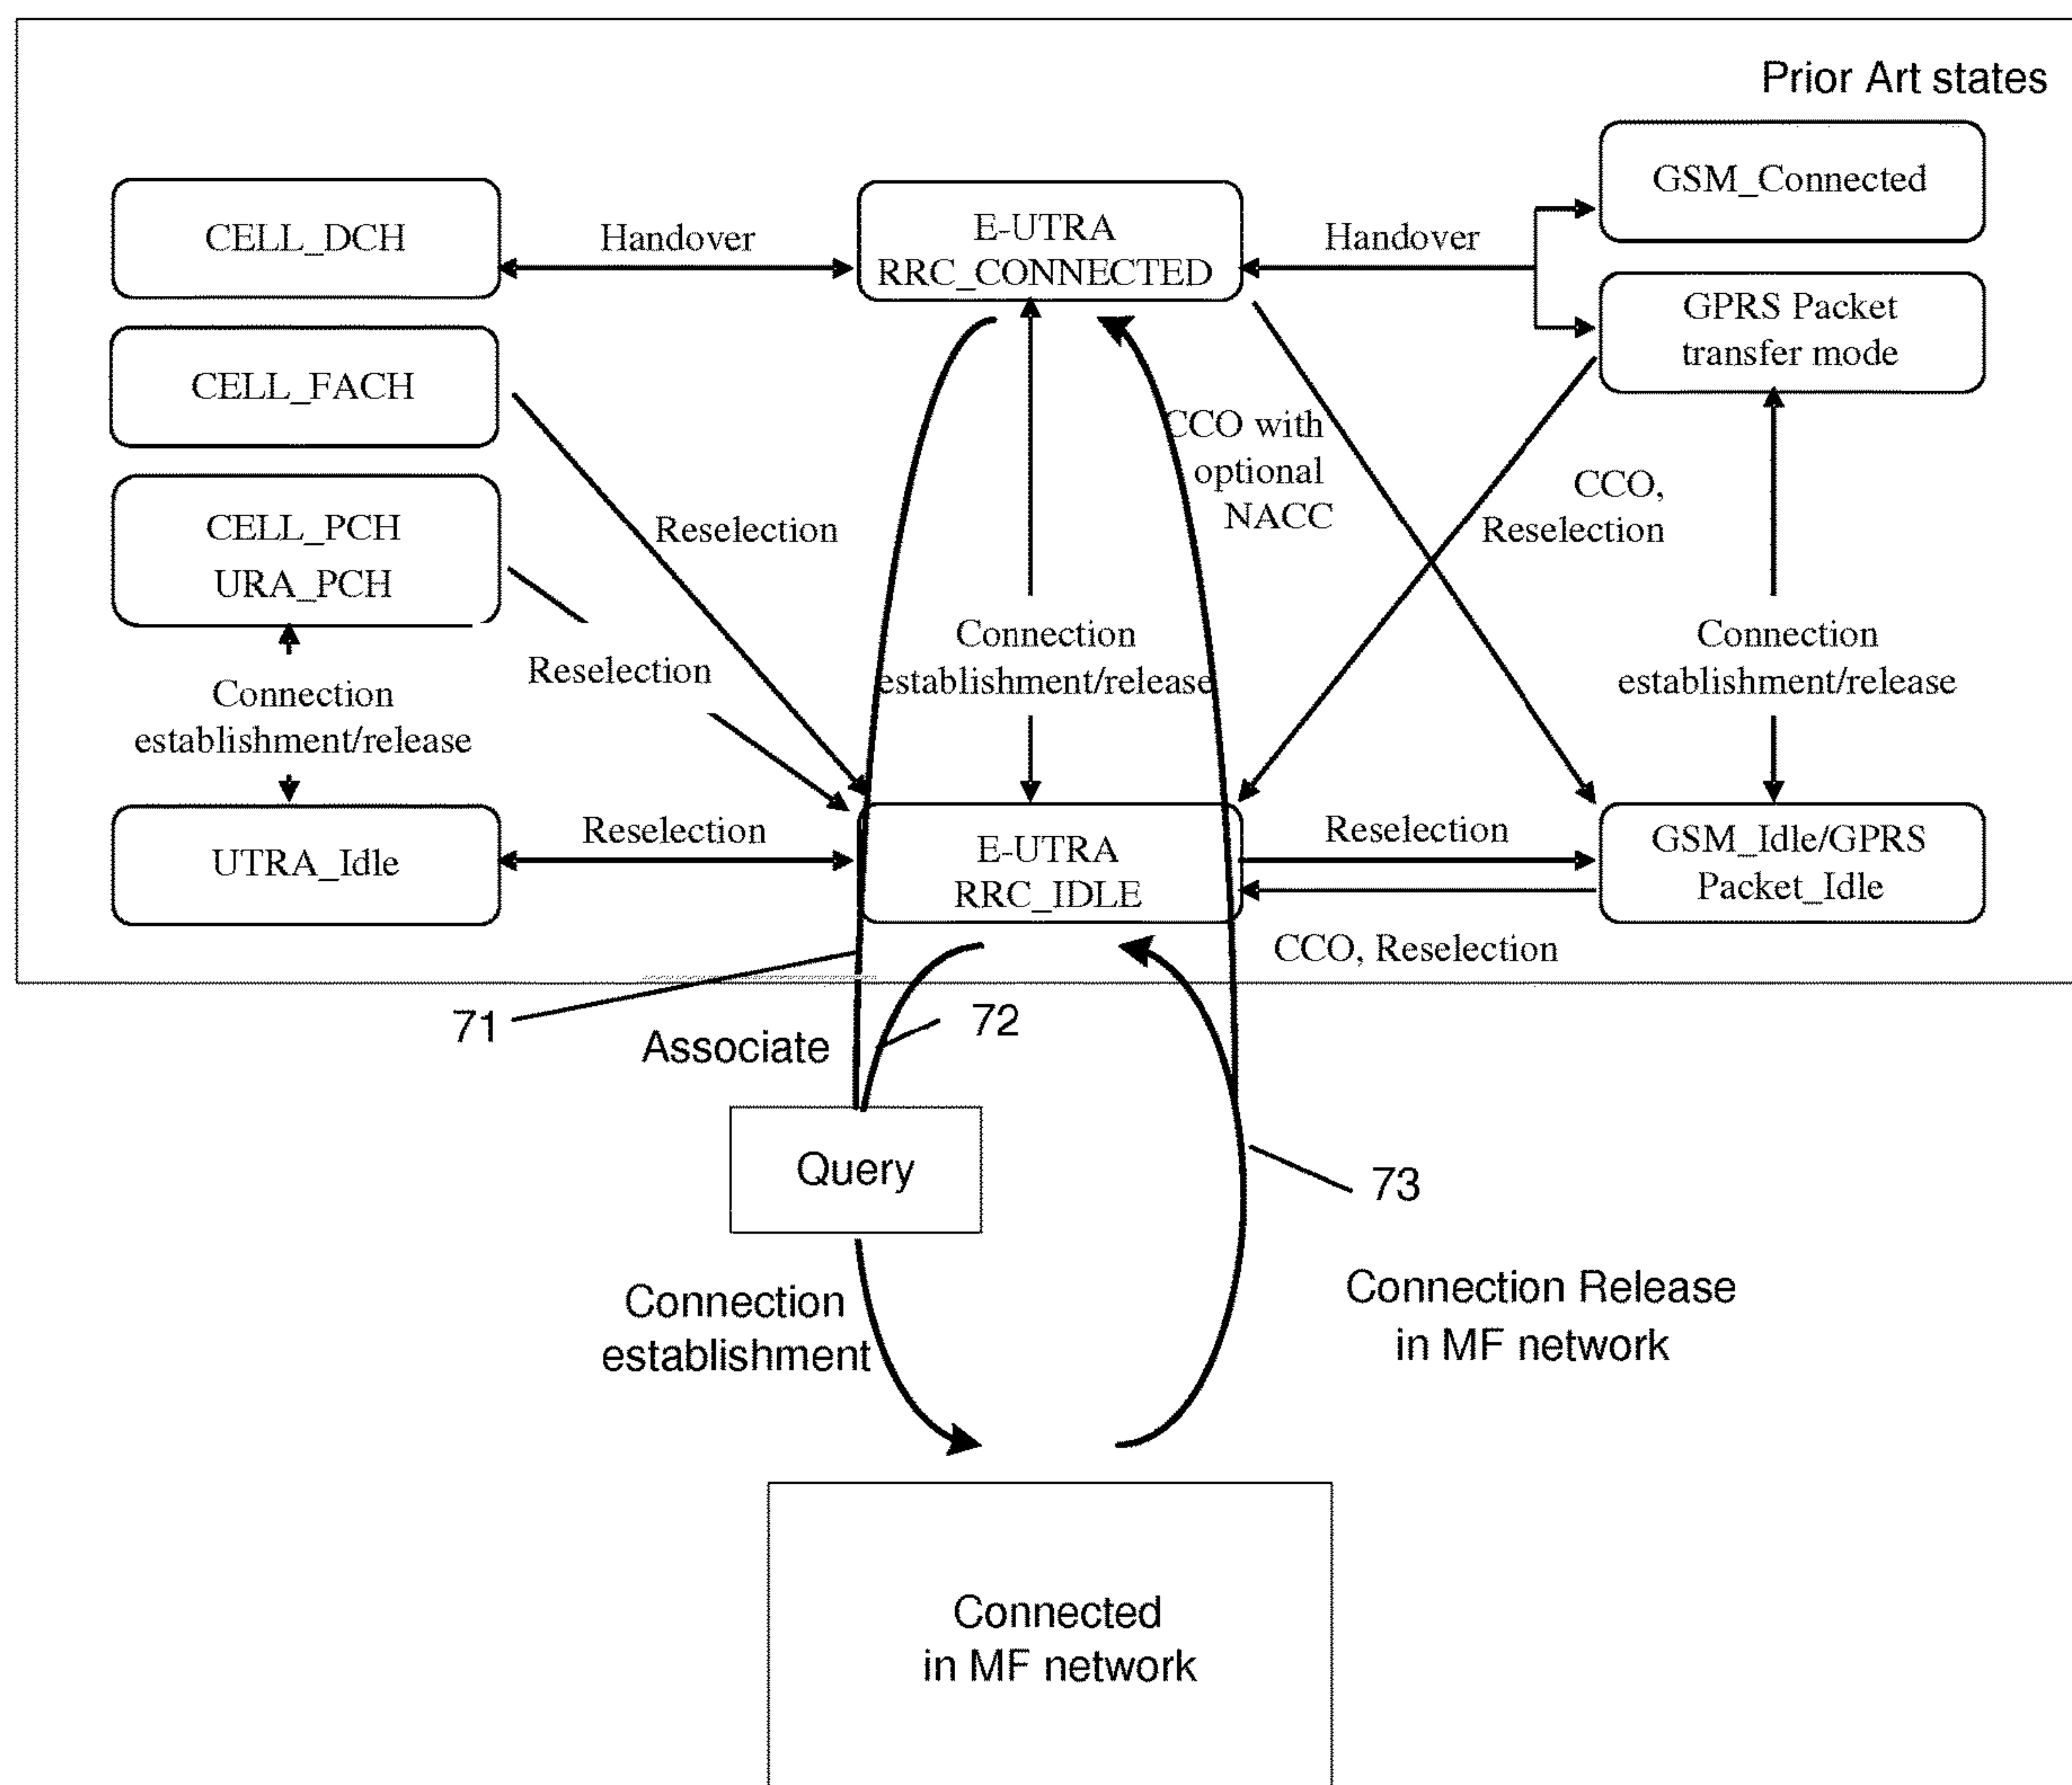 Prior Art states
GSM_Connected
CELL_DCH
Handover
E-UTRA
RRC_CONNECTED
Handover
GPRS Packet
transfer mode
CELL_FACH
CCO with
optional
NACC
CCO,
Reselection
CELL_PCH
URA_PCH
Reselection
Reselection
Connection
establishment/release
Connection
establishment/release
Connection
establishment/release
UTRA_Idle
Reselection
E-UTRA
RRC_IDLE
Reselection
GSM_Idle/GPRS
Packet_Idle
CCO, Reselection
71
Associate
72
Query
73
Connection
establishment
Connection Release
in MF network
Connected
in MF network